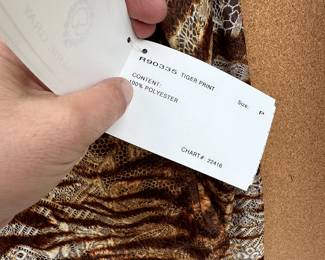 R90335 TIGER PRINT
CONTENT: Size: P
100% POLYESTER
CHART#: 22416